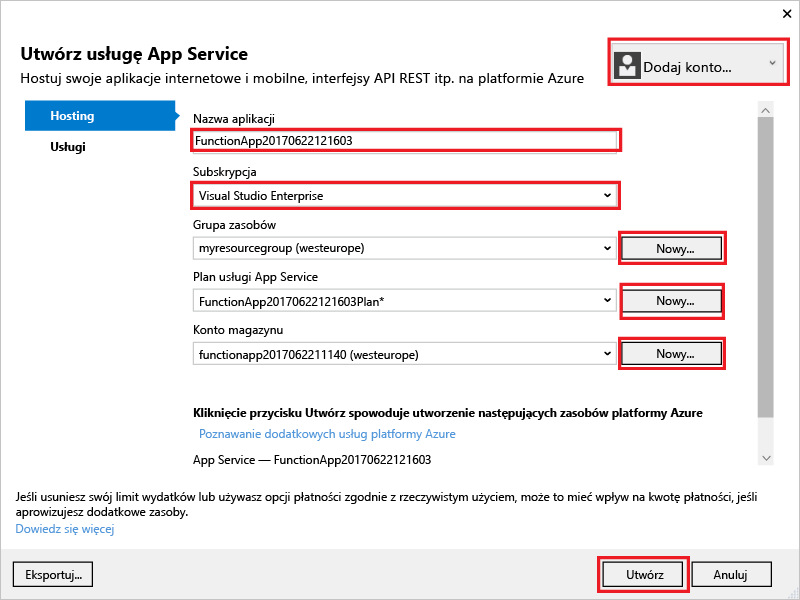 Utwórz usługę App Service
Hostuj swoje aplikacje internetowe i mobilne, interfejsy API REST itp. na platformie Azure
Dodaj konto...
Hosting
Usługi
Nazwa aplikacji
FunctionApp20170622121603
Subskrypcja
Visual Studio Enterprise
Grupa zasobów
myresourcegroup (westeurope)
Nowy...
Plan usługi App Service
FunctionApp20170622121603Plan*
Nowy...
Konto magazynu
functionapp2017062211140 (westeurope)
Nowy...
Kliknięcie przycisku Utwórz spowoduje utworzenie następujących zasobów platformy Azure
Poznawanie dodatkowych usług platformy Azure
App Service — FunctionApp20170622121603
Jeśli usuniesz swój limit wydatków lub używasz opcji płatności zgodnie z rzeczywistym użyciem, może to mieć wpływ na kwotę płatności, jeśli
aprowizujesz dodatkowe zasoby.
Dowiedz się więcej
Eksportuj...
Utwórz
Anuluj